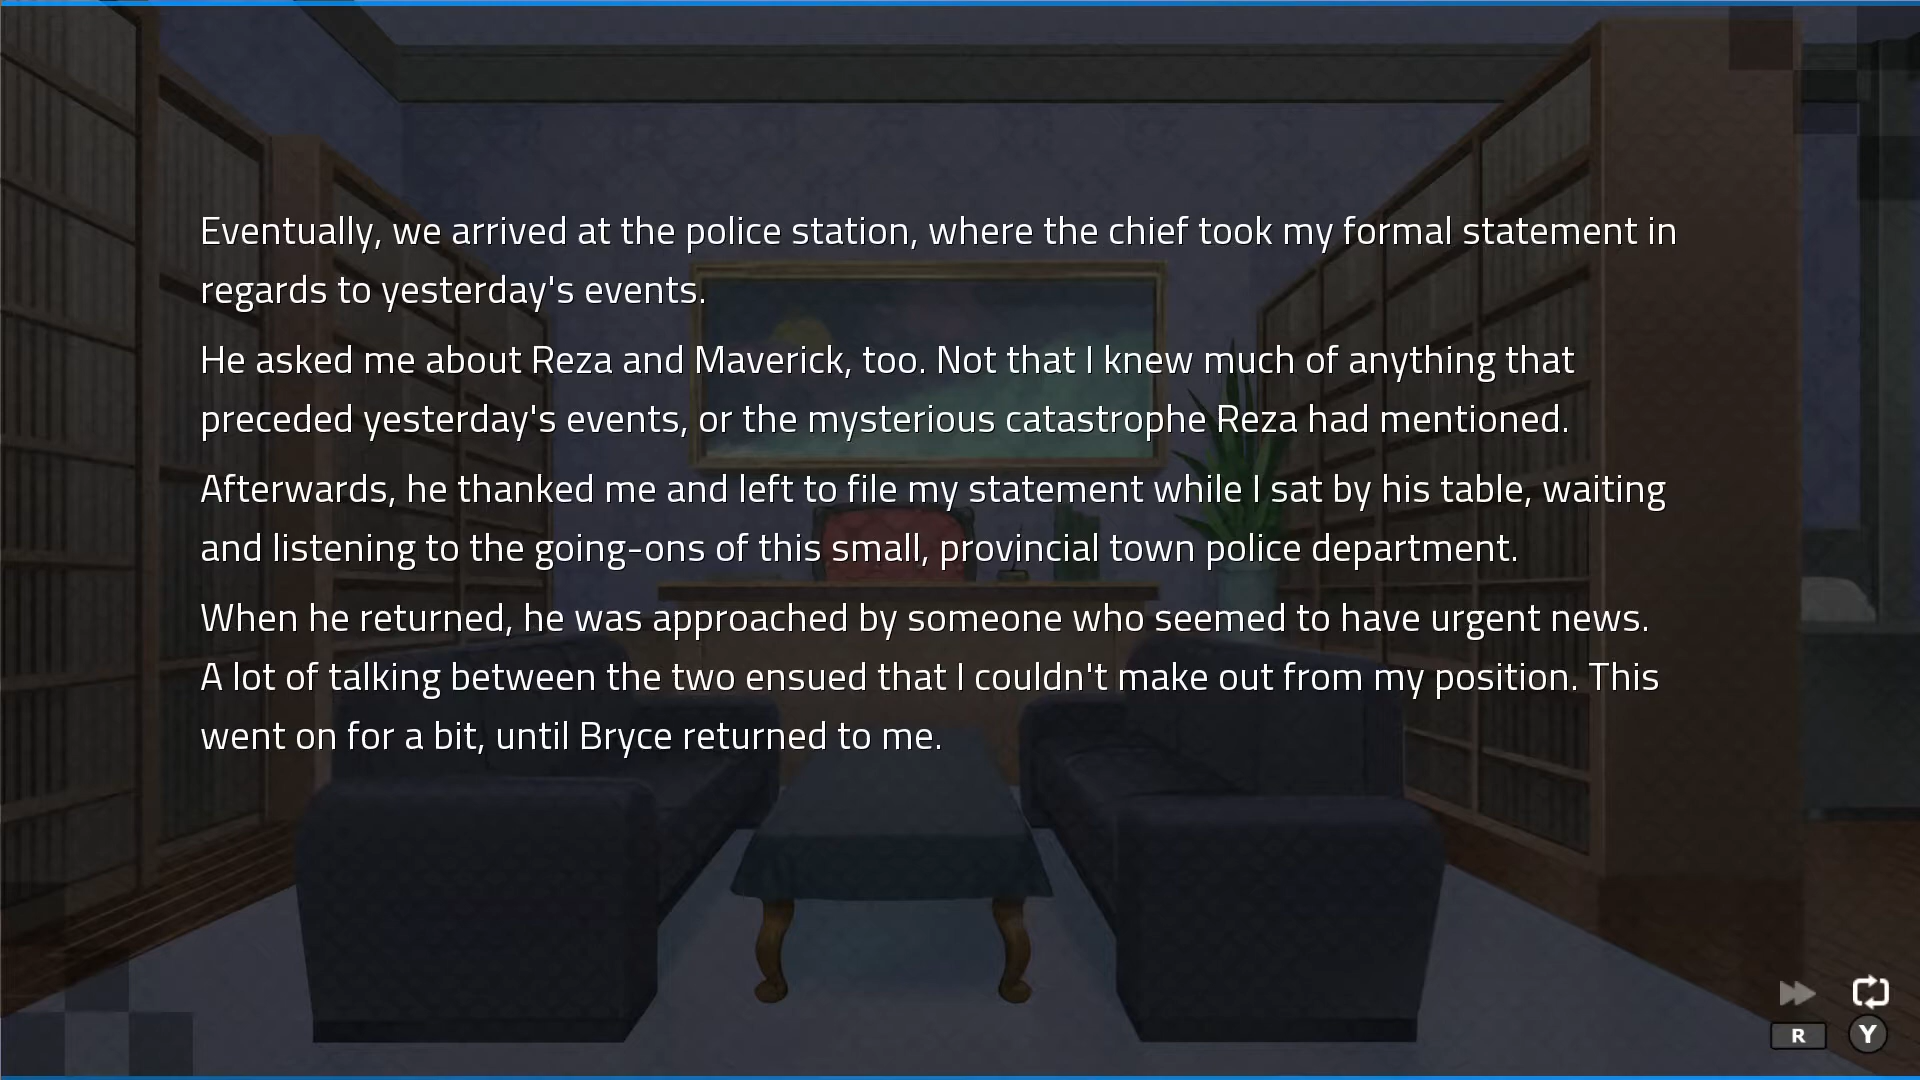 Eventually, we arrived at the police station, where the chief took my formal statement in
regards to yesterday's events.
He asked me about Reza and Maverick, too. Not that I knew much of anything that
preceded yesterday's events, or the mysterious catastrophe Reza had mentioned.
Afterwards, he thanked me and left to file my statement while I sat by his table, waiting
and listening to the going-ons of this small, provincial town police department.
When he returned, he was approached by someone who seemed to have urgent news.
A lot of talking between the two ensued that I couldn't make out from my position. This
went on for a bit, until Bryce returned to me.
R Y